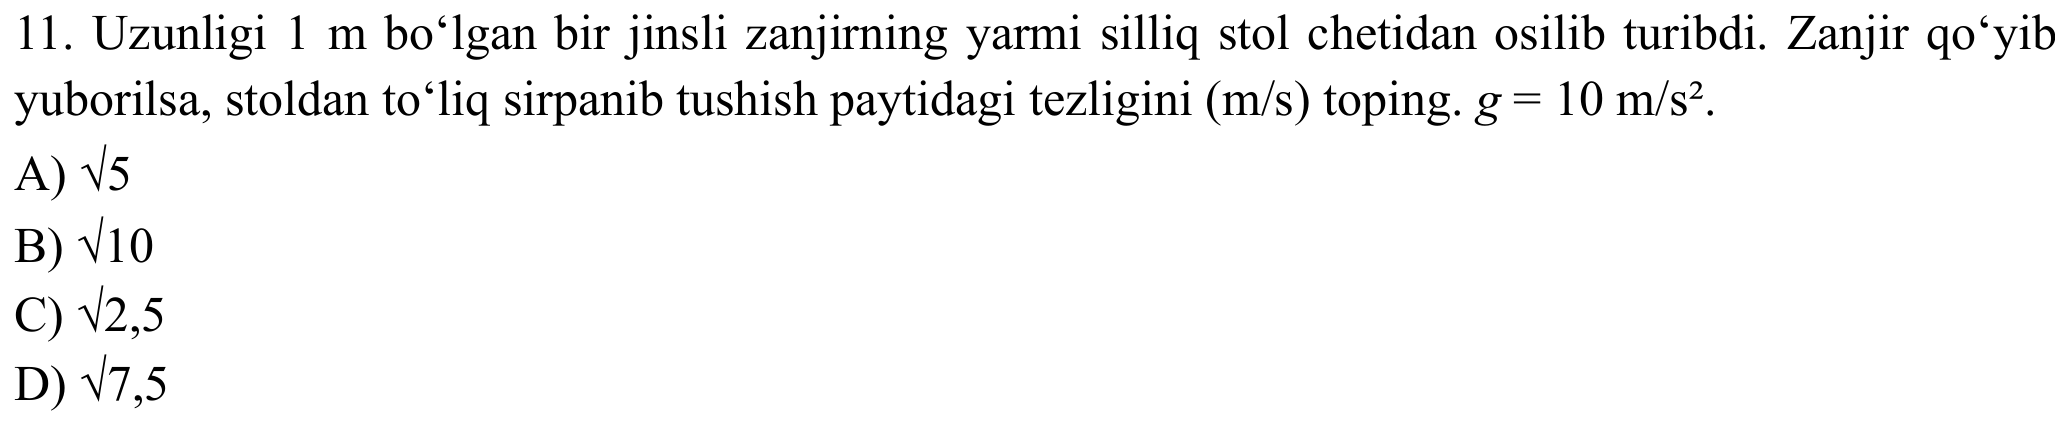 11. Uzunligi 1 m bo‘lgan bir jinsli zanjirning yarmi silliq stol chetidan osilib turibdi. Zanjir qo‘yib
yuborilsa, stoldan to‘liq sirpanib tushish paytidagi tezligini (m/s) toping. g = 10 m/s².
A) √5
B) √10
C) √2,5
D) √7,5